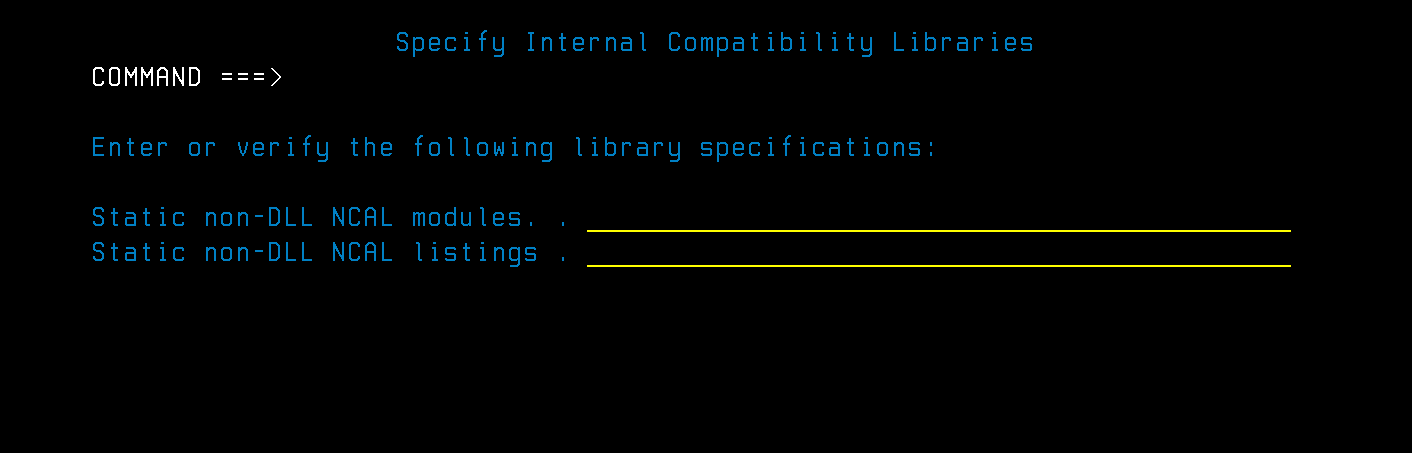 Specify Internal Compatibility Libraries
COMMAND ===>
Enter or verify the following library specifications:
Static non-DLL NCAL modules. .
Static non-DLL NCAL listings .